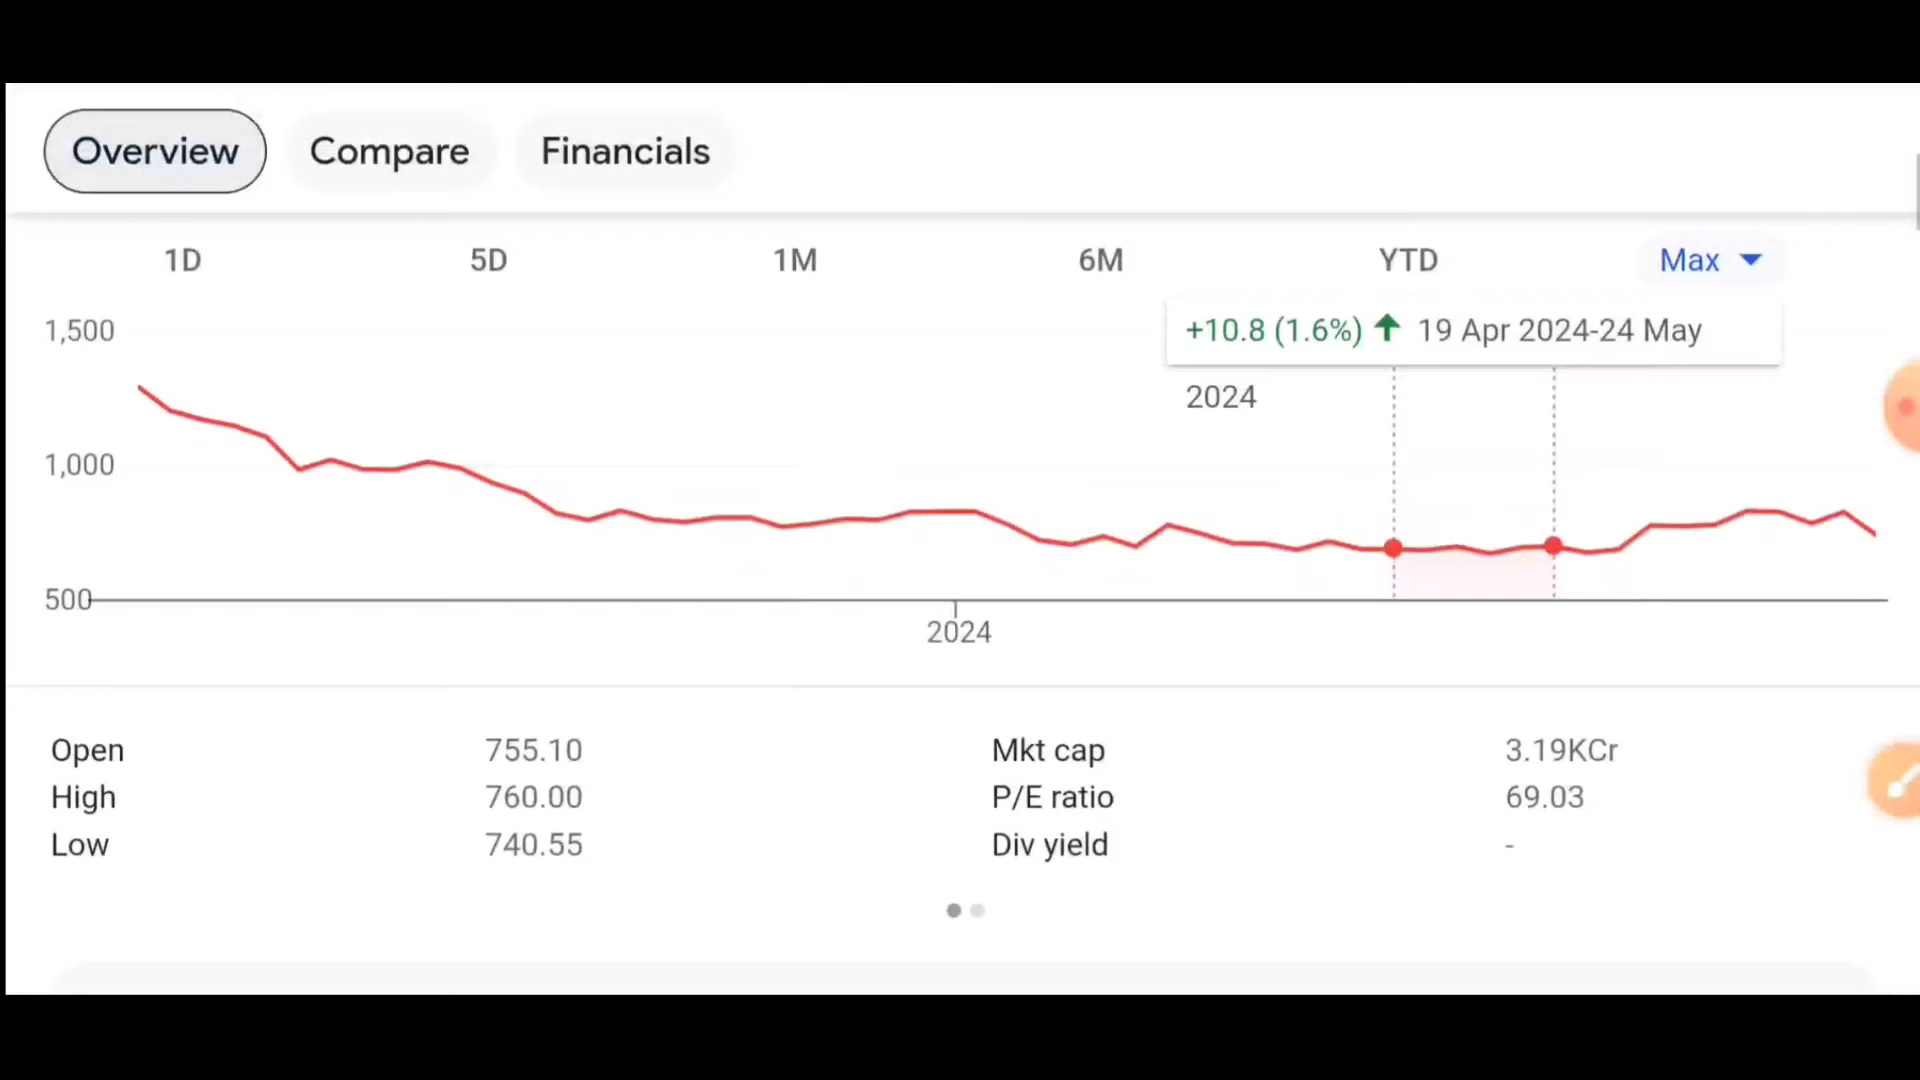 Overview Compare Financials
1D 5D 1M 6M YTD Max
1,500
+10.8 (1.6%) 19 Apr 2024-24 May
2024
1,000
500
2024
Open 755.10 Mkt cap 3.19KCr
High 760.00 P/E ratio 69.03
Low 740.55 Div yield -